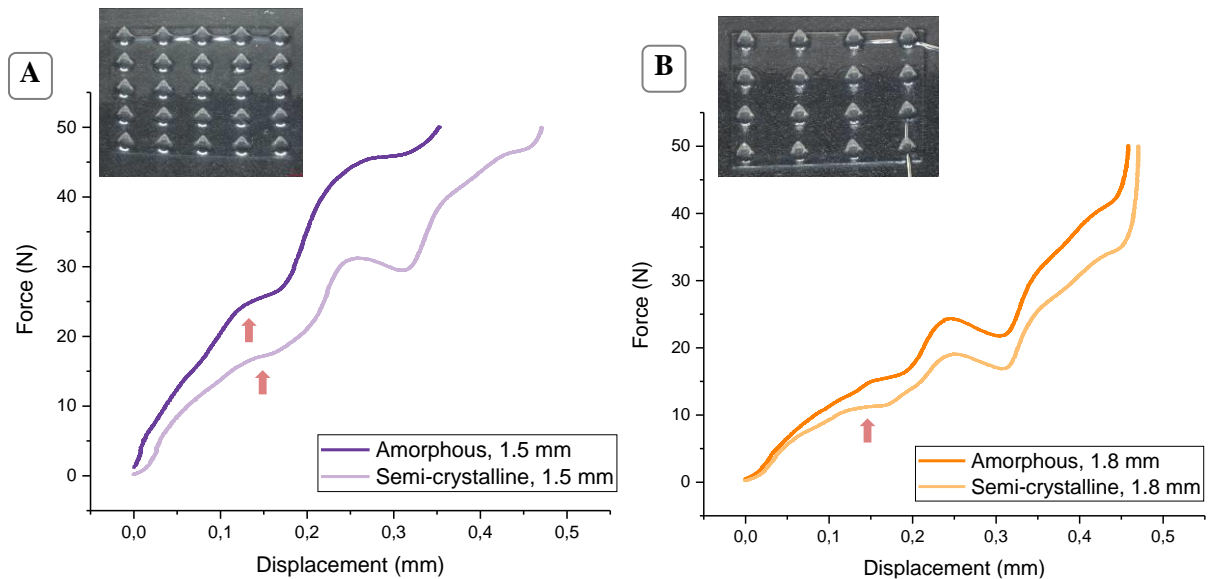 A
50
40
30
20
10
0
Force (N)
Amorphous, 1.5 mm
Semi-crystalline, 1.5 mm
0,0 0,1 0,2 0,3 0,4 0,5
Displacement (mm)
B
50
40
30
20
10
0
Force (N)
Amorphous, 1.8 mm
Semi-crystalline, 1.8 mm
0,0 0,1 0,2 0,3 0,4 0,5
Displacement (mm)